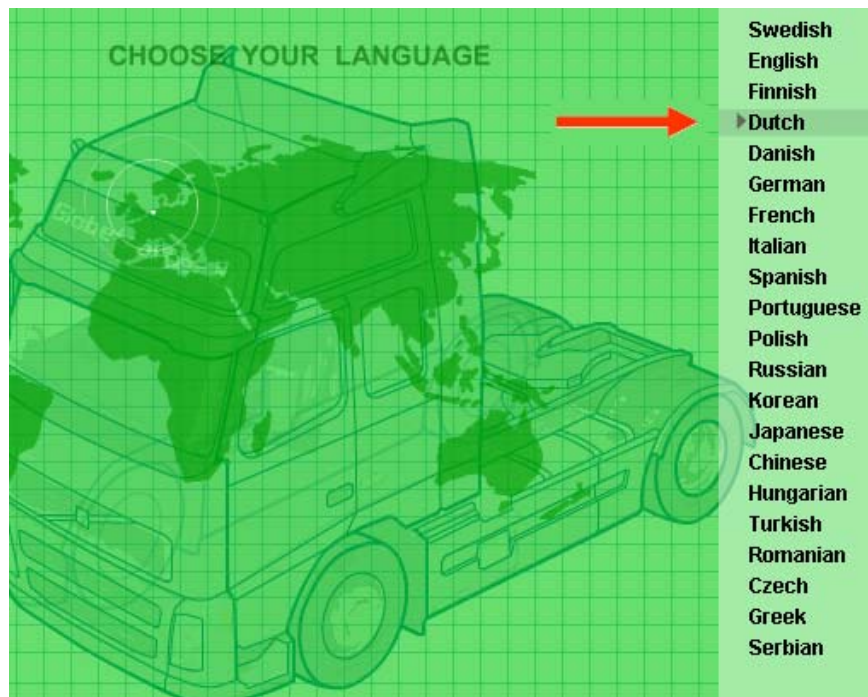 CHOOSE YOUR LANGUAGE
Swedish
English
Finnish
Dutch
Danish
German
French
Italian
Spanish
Portuguese
Polish
Russian
Korean
Japanese
Chinese
Hungarian
Turkish
Romanian
Czech
Greek
Serbian